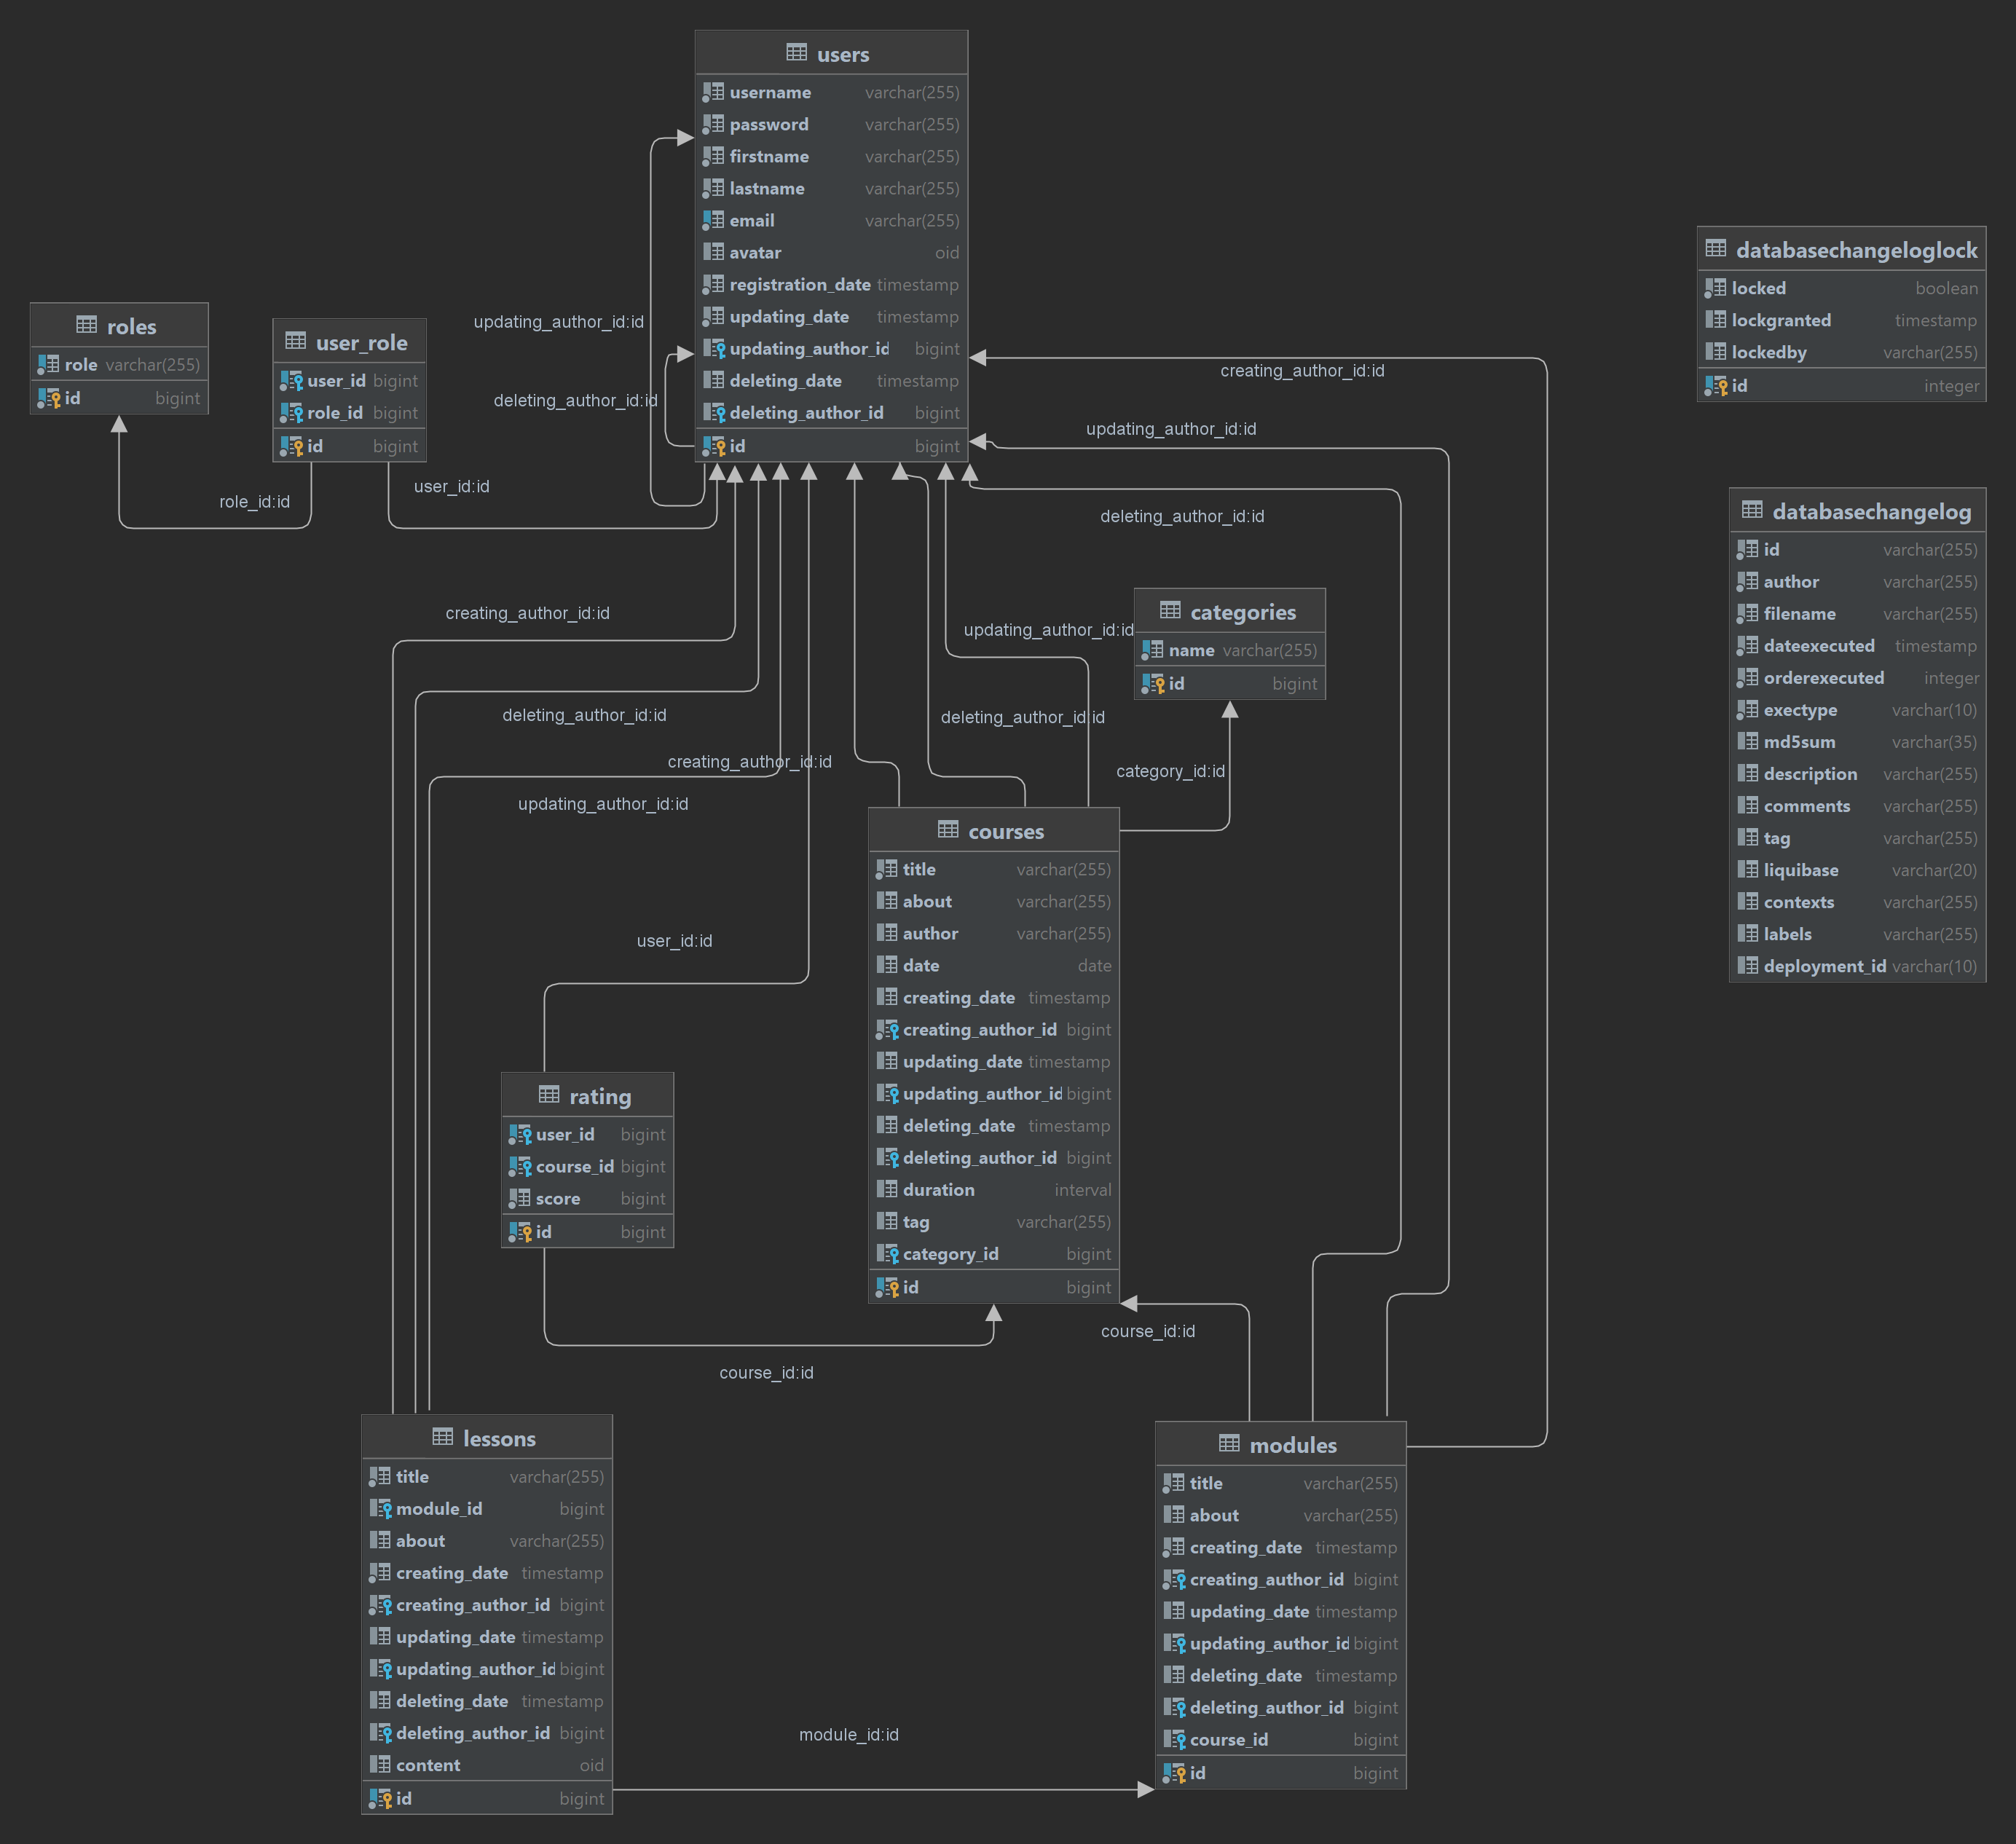 users
username varchar(255)
password varchar(255)
firstname varchar(255)
lastname varchar(255)
email varchar(255)
avatar oid
registration_date timestamp
updating_date timestamp
updating_author_id bigint
deleting_date timestamp
deleting_author_id bigint
id bigint
roles
role varchar(255)
id bigint
user_role
user_id bigint
role_id bigint
id bigint
databasechangeloglock
locked boolean
lockgranted timestamp
lockedby varchar(255)
id integer
databasechangelog
id varchar(255)
author varchar(255)
filename varchar(255)
dateexecuted timestamp
orderexecuted integer
exectype varchar(10)
md5sum varchar(35)
description varchar(255)
comments varchar(255)
tag varchar(255)
liquibase varchar(20)
contexts varchar(255)
labels varchar(255)
deployment_id varchar(10)
updating_author_id:id
deleting_author_id:id
role_id:id
user_id:id
creating_author_id:id
updating_author_id:id
deleting_author_id:id
categories
name varchar(255)
id bigint
creating_author_id:id
deleting_author_id:id
creating_author_id:id
updating_author_id:id
updating_author_id:id
deleting_author_id:id
category_id:id
user_id:id
courses
title varchar(255)
about varchar(255)
author varchar(255)
date date
creating_date timestamp
creating_author_id bigint
updating_date timestamp
updating_author_id bigint
deleting_date timestamp
deleting_author_id bigint
duration interval
tag varchar(255)
category_id bigint
id bigint
rating
user_id bigint
course_id bigint
score bigint
id bigint
course_id:id
course_id:id
lessons
title varchar(255)
module_id bigint
about varchar(255)
creating_date timestamp
creating_author_id bigint
updating_date timestamp
updating_author_id bigint
deleting_date timestamp
deleting_author_id bigint
content oid
id bigint
module_id:id
modules
title varchar(255)
about varchar(255)
creating_date timestamp
creating_author_id bigint
updating_date timestamp
updating_author_id bigint
deleting_date timestamp
deleting_author_id bigint
course_id bigint
id bigint